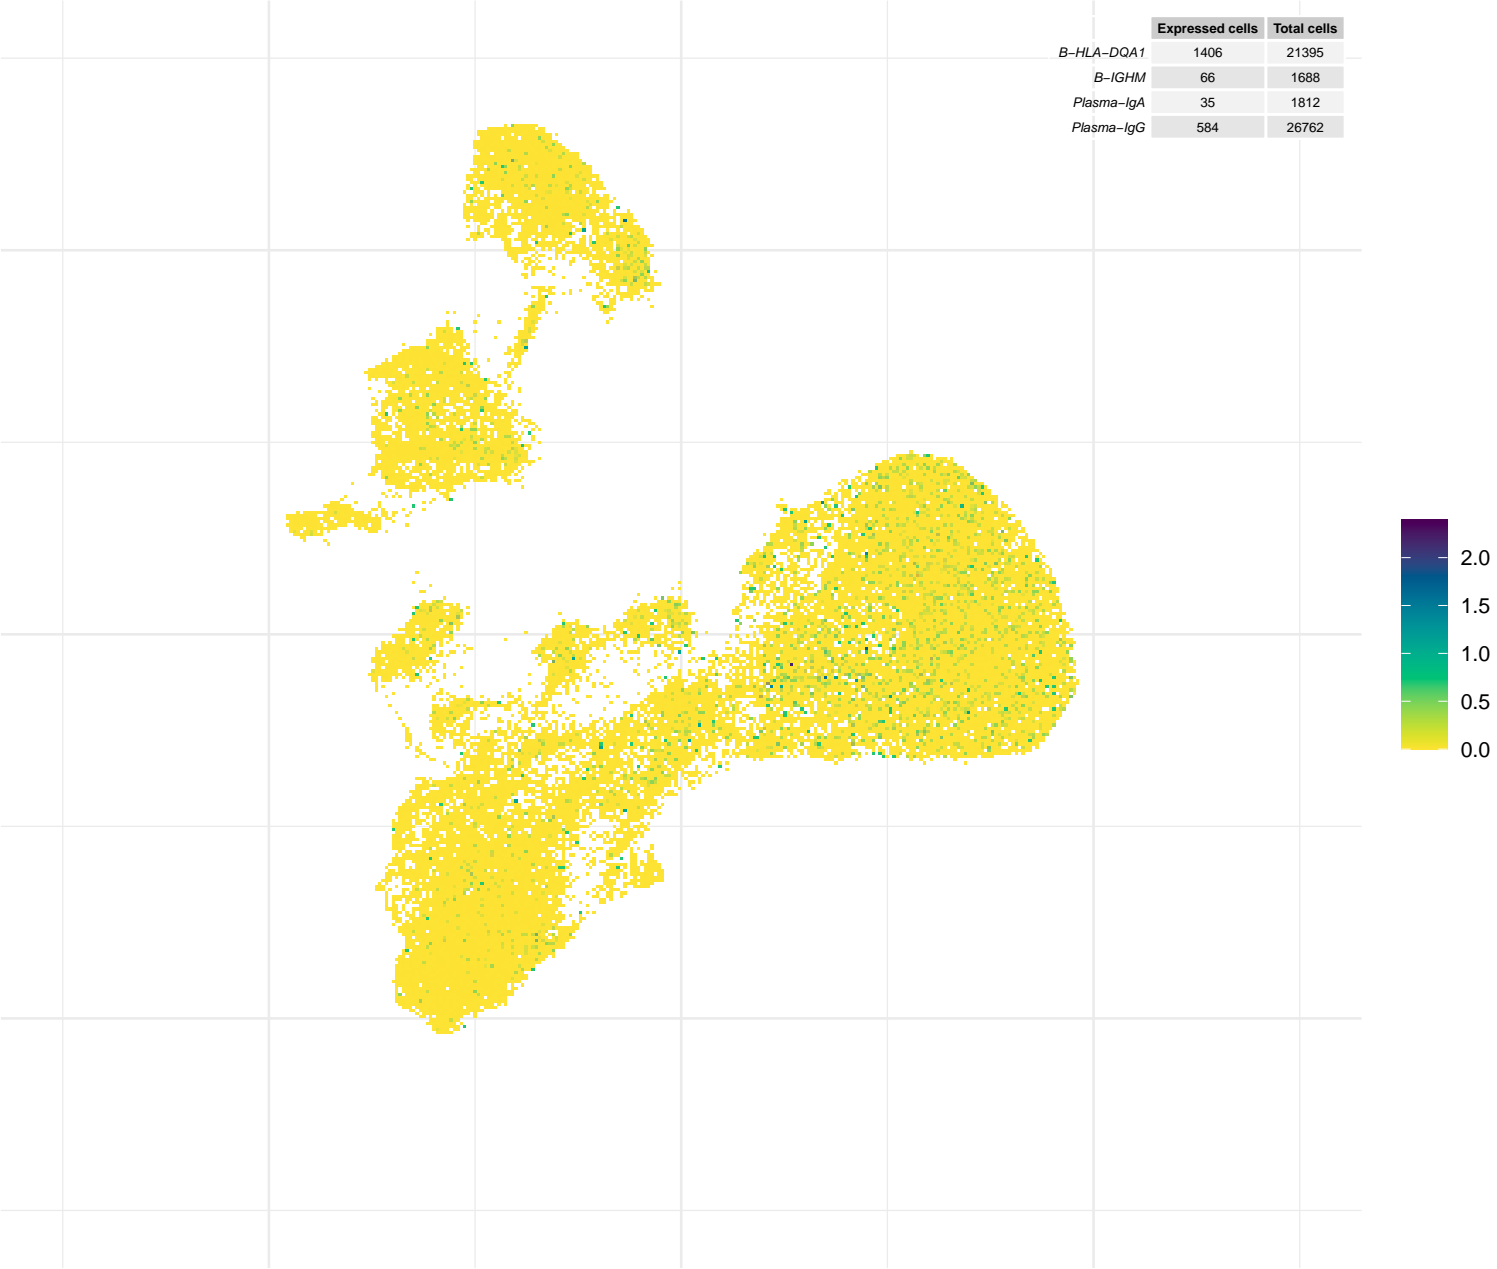 Expressed cells Total cells
B−HLA−DQA1 1406 21395
B−IGHM 66 1688
Plasma−IgA 35 1812
Plasma−IgG 584 26762
2.0
1.5
1.0
0.5
0.0